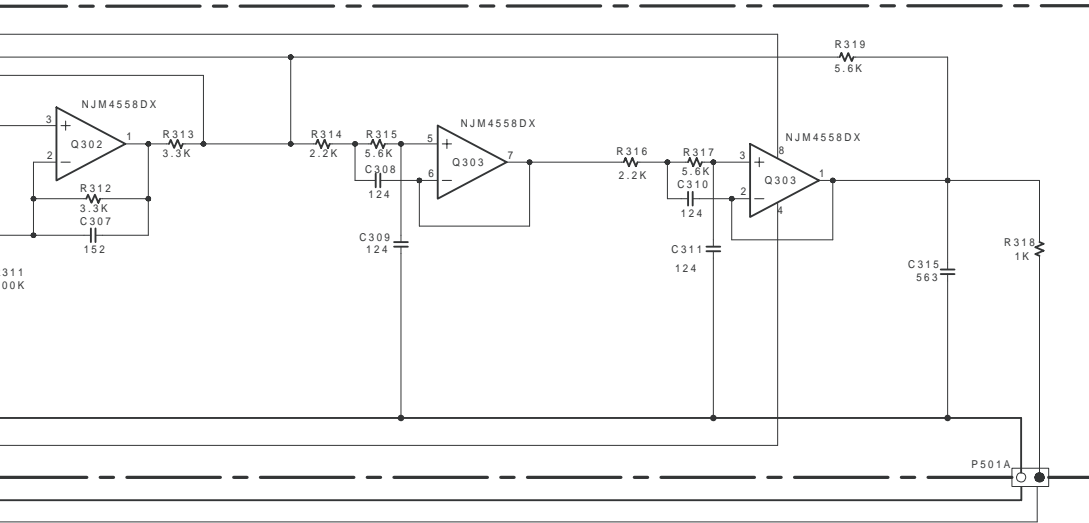 R319
5.6K
NJM4558DX
3
+
Q302
1
2
−
R313
3.3K
R312
3.3K
C307
152
311
00K
R314
2.2K
R315
5.6K
C308
124
C309
124
NJM4558DX
5
+
Q303
7
6
−
R316
2.2K
R317
5.6K
C310
124
C311
124
NJM4558DX
8
3
+
Q303
1
2
−
4
C315
563
R318
1K
P501A